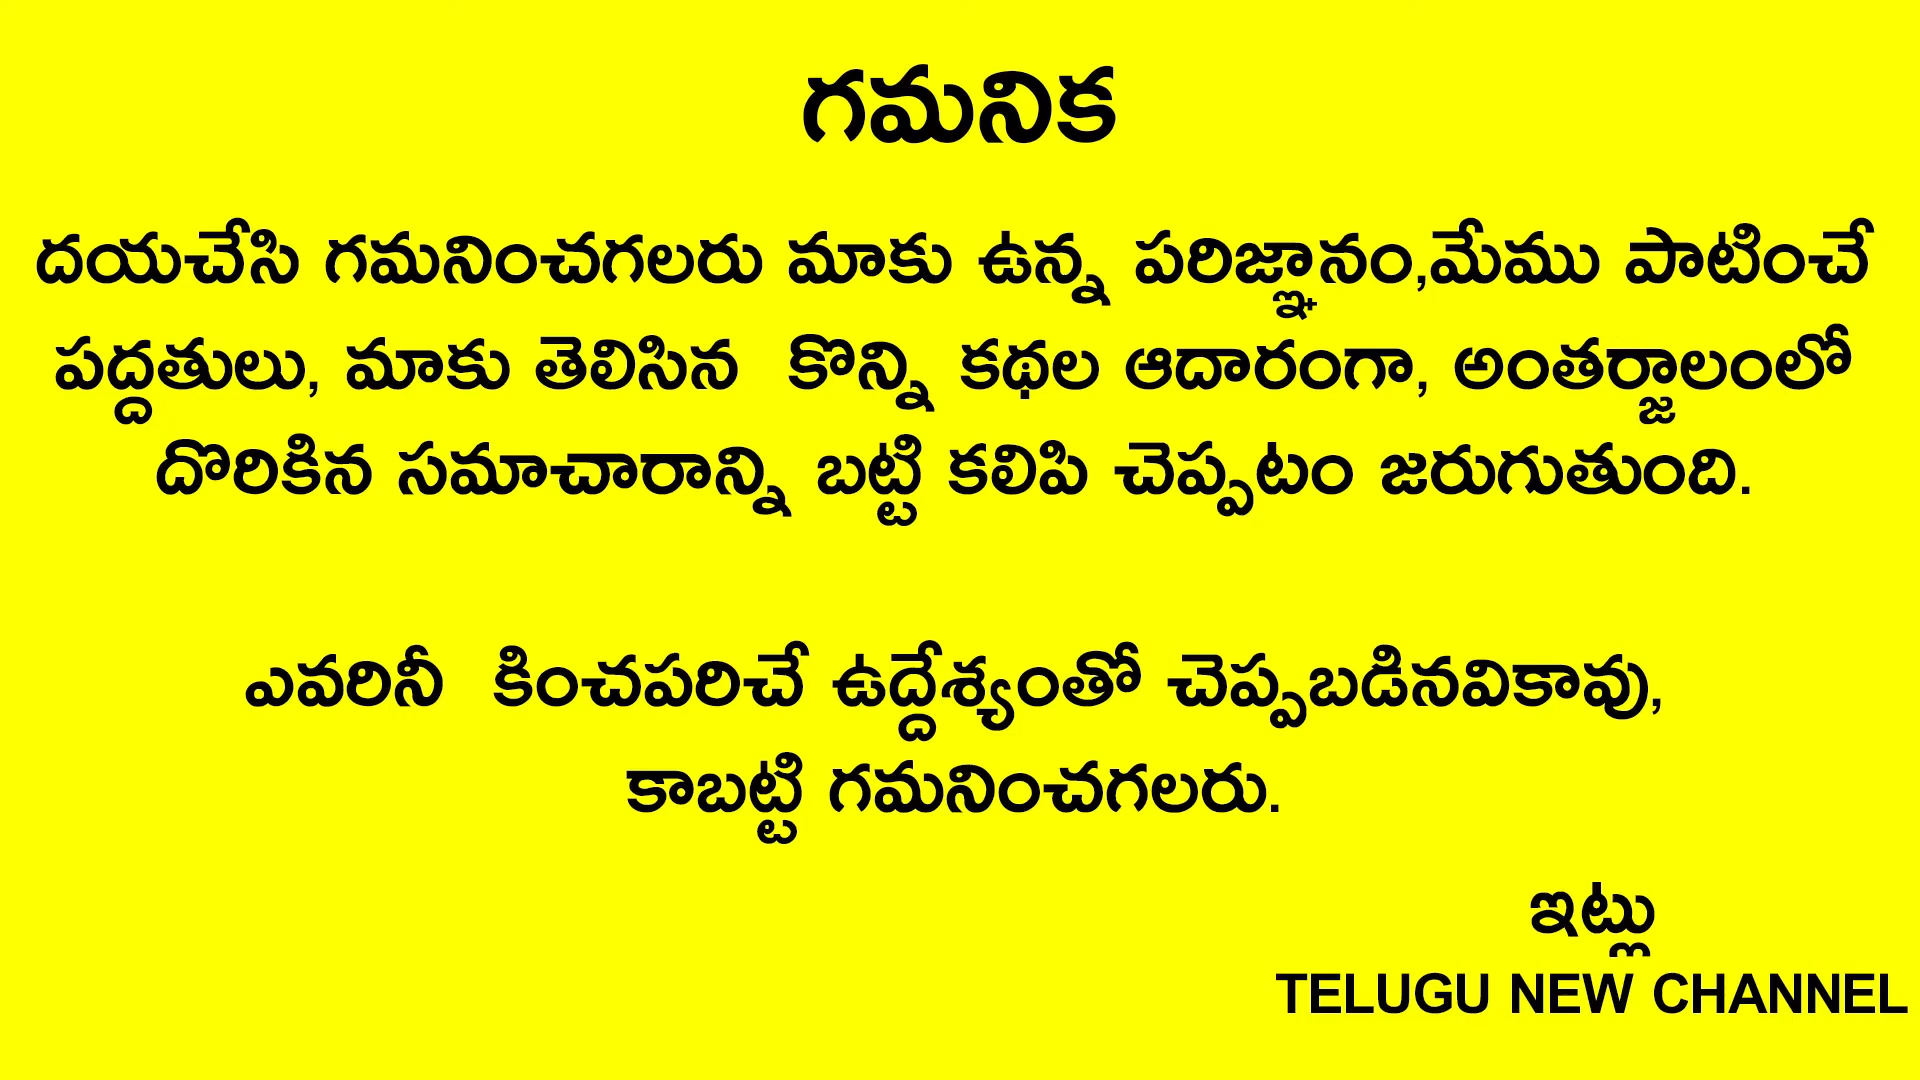 గమనిక
దయచేసి గమనించగలరు మాకు ఉన్న పరిజ్ఞానం,మేము పాటించే
పద్దతులు, మాకు తెలిసిన కొన్ని కథల ఆదారంగా, అంతర్జాలంలో
దొరికిన సమాచారాన్ని బట్టి కలిపి చెప్పటం జరుగుతుంది.
ఎవరినీ కించపరిచే ఉద్దేశ్యంతో చెప్పబడినవికావు,
కాబట్టి గమనించగలరు.
ఇట్లు
TELUGU NEW CHANNEL